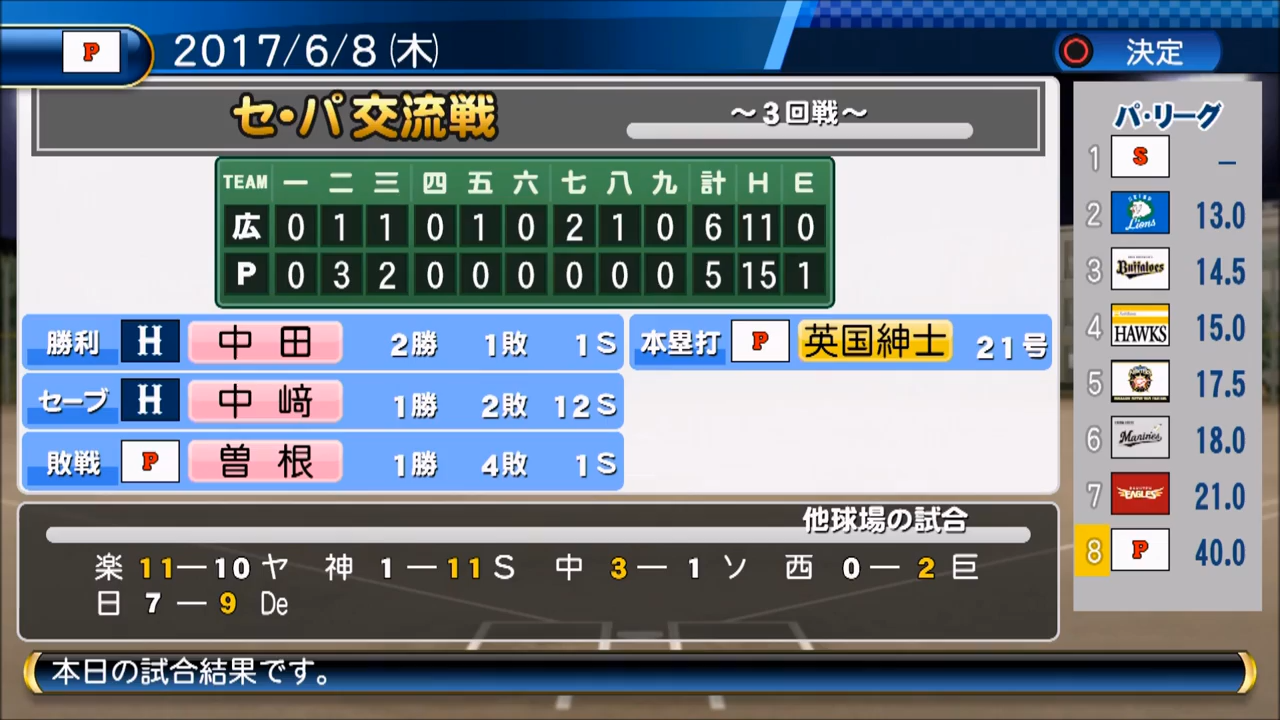 P 2017/6/8(木) 決定
セ・パ交流戦 ～3回戦～
TEAM 一 二 三 四 五 六 七 八 九 計 H E
広 0 1 1 0 1 0 2 1 0 6 11 0
P 0 3 2 0 0 0 0 0 0 5 15 1
勝利 H 中田 2勝 1敗 1S
セーブ H 中﨑 1勝 2敗 12S
敗戦 P 曽根 1勝 4敗 1S
本塁打 P 英国紳士 21号
他球場の試合
楽 11―10 ヤ 神 1―11 S 中 3―1 ソ 西 0―2 巨
日 7―9 De
パ・リーグ
1 S ―
2 Lions 13.0
3 Buffaloes 14.5
4 HAWKS 15.0
5 17.5
6 Marines 18.0
7 EAGLES 21.0
8 P 40.0
本日の試合結果です。